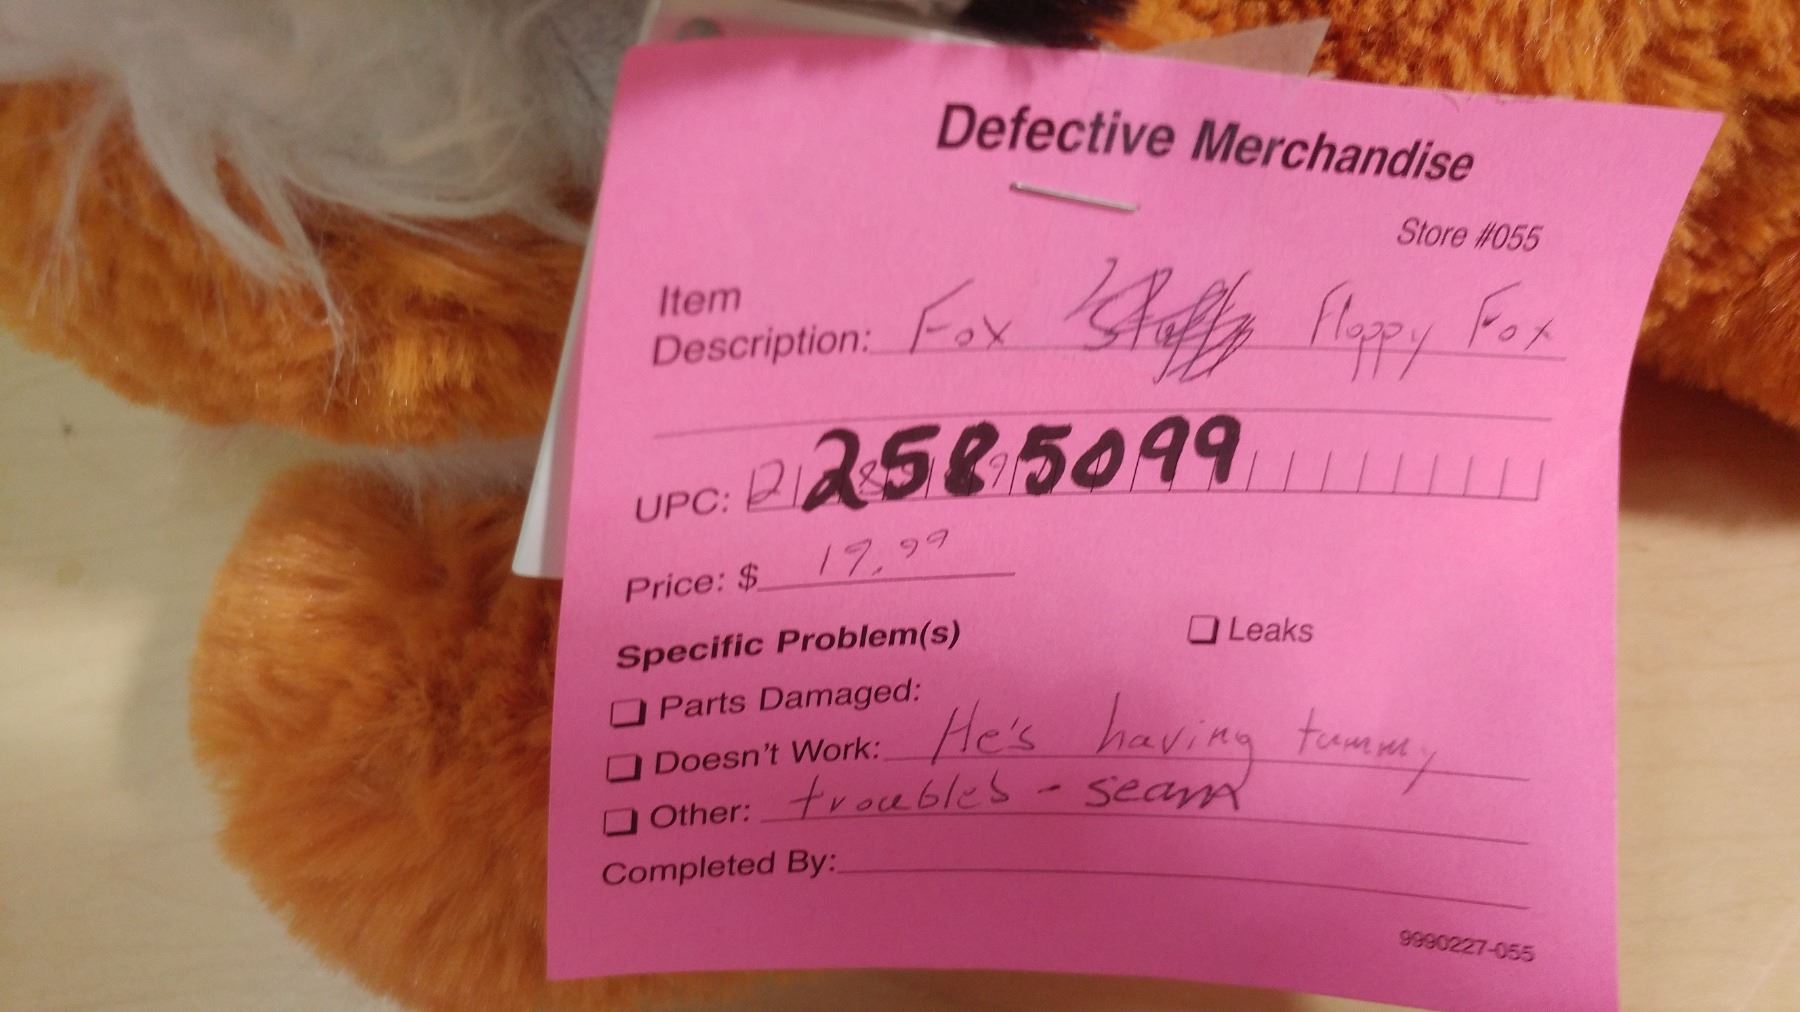 Defective Merchandise
Store #055
Item
Description: Fox Floppy Fox
UPC: 2585099
Price: $ 19.99
Specific Problem(s)
❑ Leaks
❑ Parts Damaged:
❑ Doesn't Work: He's having tummy
❑ Other: troubles - seam
Completed By:
9990227-055